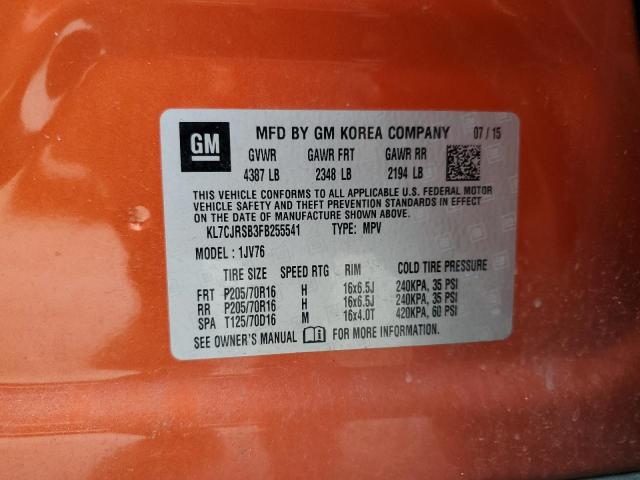 GM MFD BY GM KOREA COMPANY 07 / 15
GVWR GAWR FRT GAWR RR
4387 LB 2348 LB 2194 LB
THIS VEHICLE CONFORMS TO ALL APPLICABLE U.S. FEDERAL MOTOR
VEHICLE SAFETY AND THEFT PREVENTION STANDARDS IN EFFECT
ON THE DATE OF MANUFACTURE SHOWN ABOVE.
KL7CJRSB3FB255541 TYPE: MPV
MODEL : 1JV76
TIRE SIZE SPEED RTG RIM COLD TIRE PRESSURE
FRT P205/70R16 H 16x6.5J 240KPA, 35 PSI
RR P205/70R16 H 16x6.5J 240KPA, 35 PSI
SPA T125/70D16 M 16x4.0T 420KPA, 60 PSI
SEE OWNER'S MANUAL FOR MORE INFORMATION